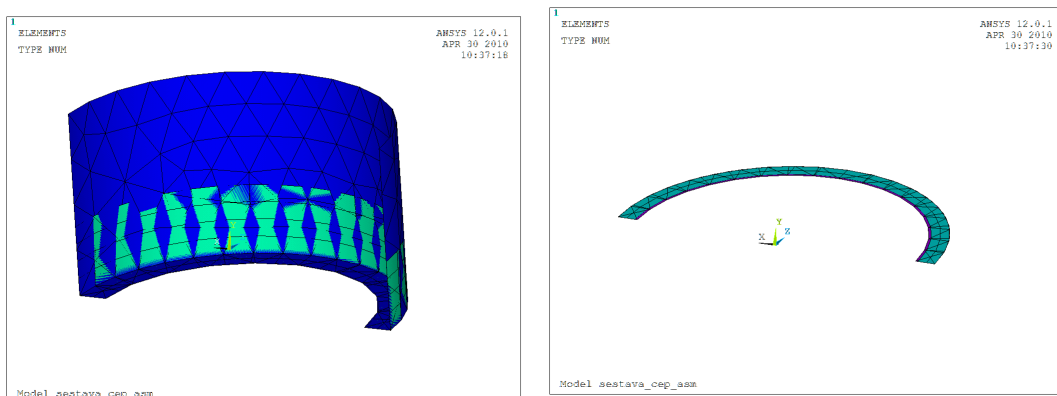 1
ELEMENTS
TYPE NUM
ANSYS 12.0.1
APR 30 2010
10:37:18
X
Y
Model sestava_cep_asm
1
ELEMENTS
TYPE NUM
ANSYS 12.0.1
APR 30 2010
10:37:30
Y
X
Z
Model sestava_cep_asm